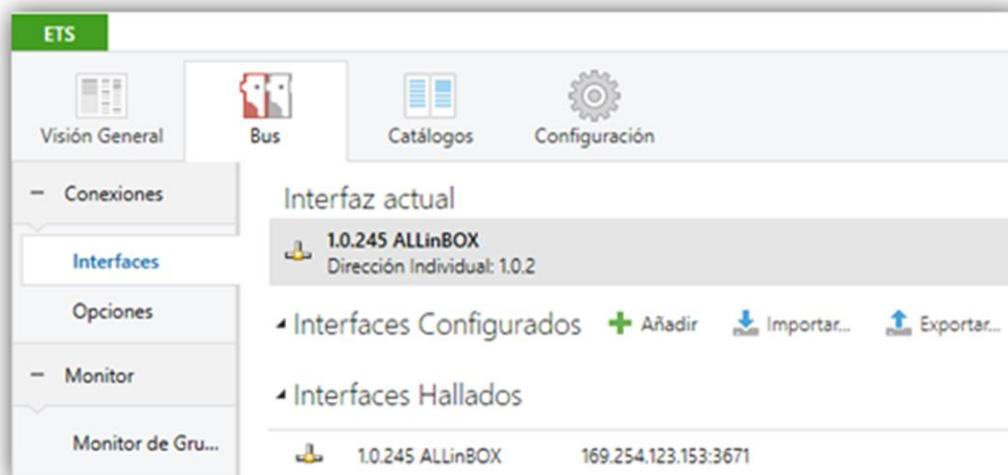 ETS
Visión General
Bus
Catálogos
Configuración
Conexiones
Interfaces
Opciones
Monitor
Monitor de Gru...
Interfaz actual
1.0.245 ALLinBOX
Dirección Individual: 1.0.2
Interfaces Configurados Añadir Importar... Exportar...
Interfaces Hallados
1.0.245 ALLinBOX 169.254.123.153:3671